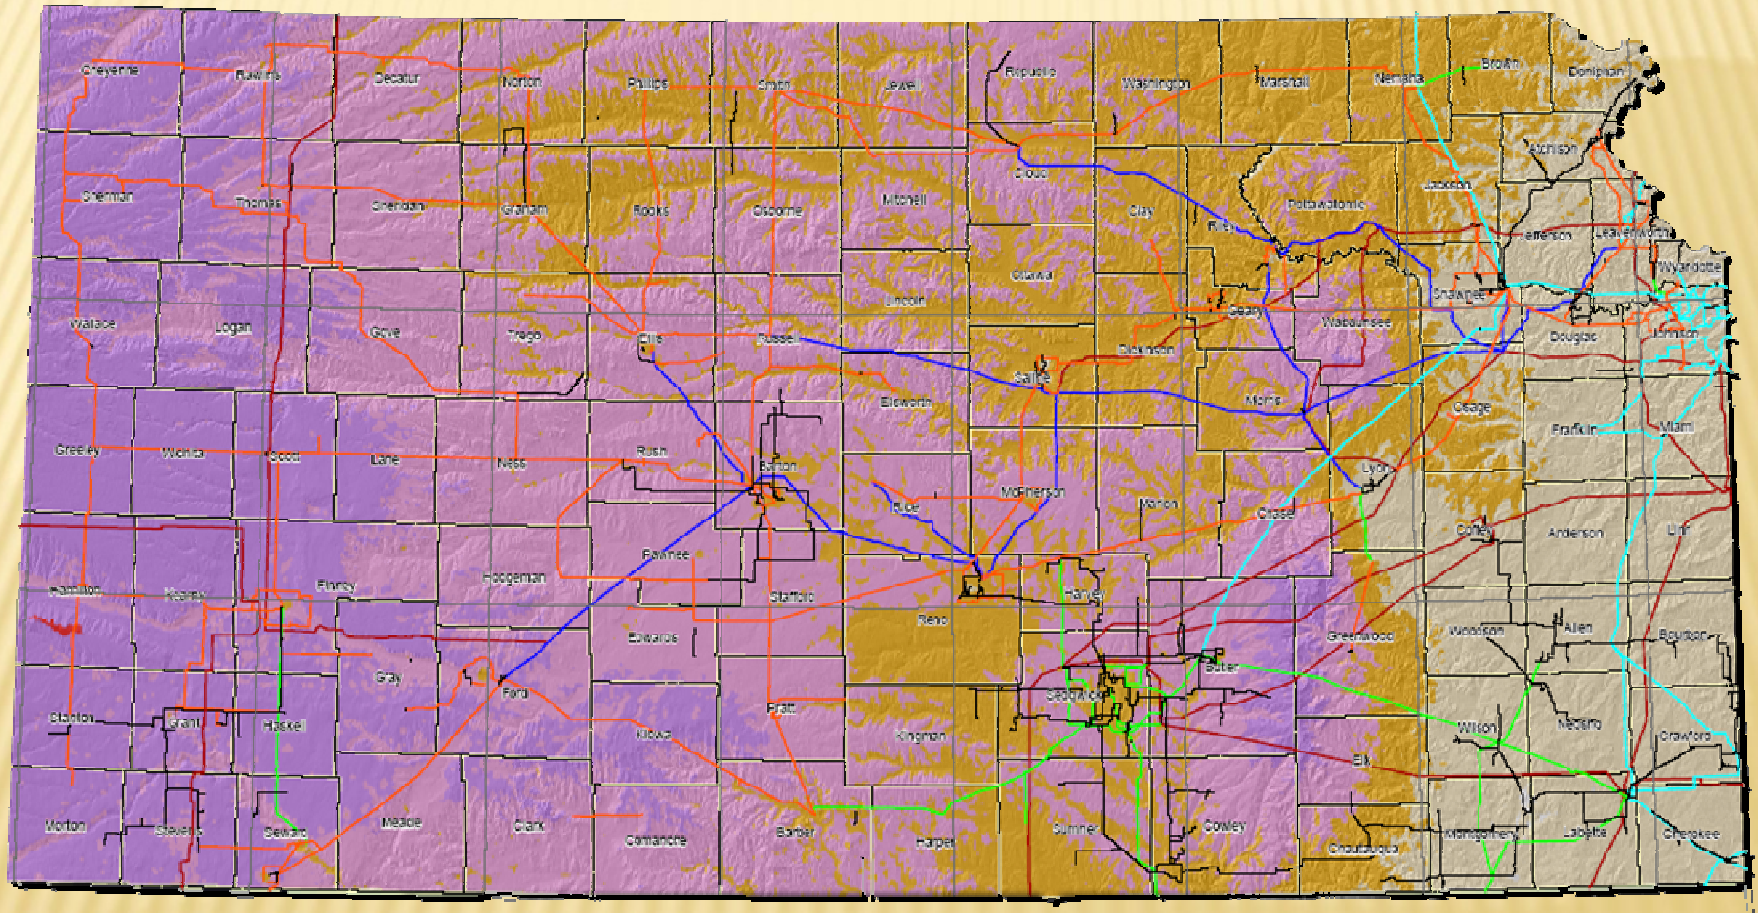 Cheyenne
Rawlins
Decatur
Norton
Phillips
Smith
Jewell
Republic
Washington
Marshall
Nemaha
Brown
Doniphan
Sherman
Thomas
Sheridan
Graham
Rooks
Osborne
Mitchell
Cloud
Clay
Riley
Pottawatomie
Jackson
Atchison
Jefferson
Leavenworth
Wyandotte
Wallace
Logan
Gove
Trego
Ellis
Russell
Lincoln
Ottawa
Saline
Dickinson
Geary
Wabaunsee
Shawnee
Douglas
Johnson
Greeley
Wichita
Scott
Lane
Ness
Rush
Barton
Ellsworth
Rice
McPherson
Marion
Morris
Chase
Lyon
Osage
Franklin
Miami
Hamilton
Kearny
Finney
Hodgeman
Pawnee
Stafford
Edwards
Reno
Harvey
Butler
Greenwood
Coffey
Anderson
Linn
Woodson
Allen
Bourbon
Stanton
Grant
Haskell
Gray
Ford
Kiowa
Pratt
Kingman
Sedgwick
Elk
Wilson
Neosho
Crawford
Morton
Stevens
Seward
Meade
Clark
Comanche
Barber
Harper
Sumner
Cowley
Chautauqua
Montgomery
Labette
Cherokee